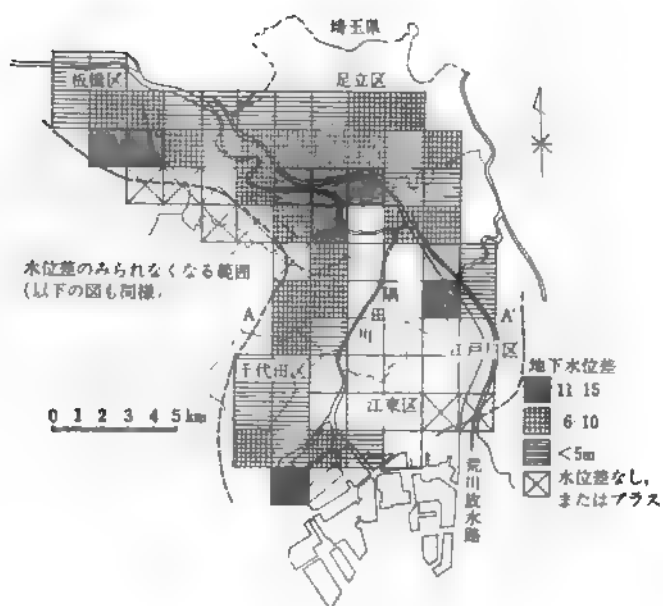 埼玉県
板橋区
足立区
水位差のみられなくなる範囲
(以下の図も同様,
A
隅田川
A'
江戸川区
千代田区
江東区
0 1 2 3 4 5 km
荒川放水路
地下水位差
11-15
6-10
<5m
水位差なし,
またはプラス